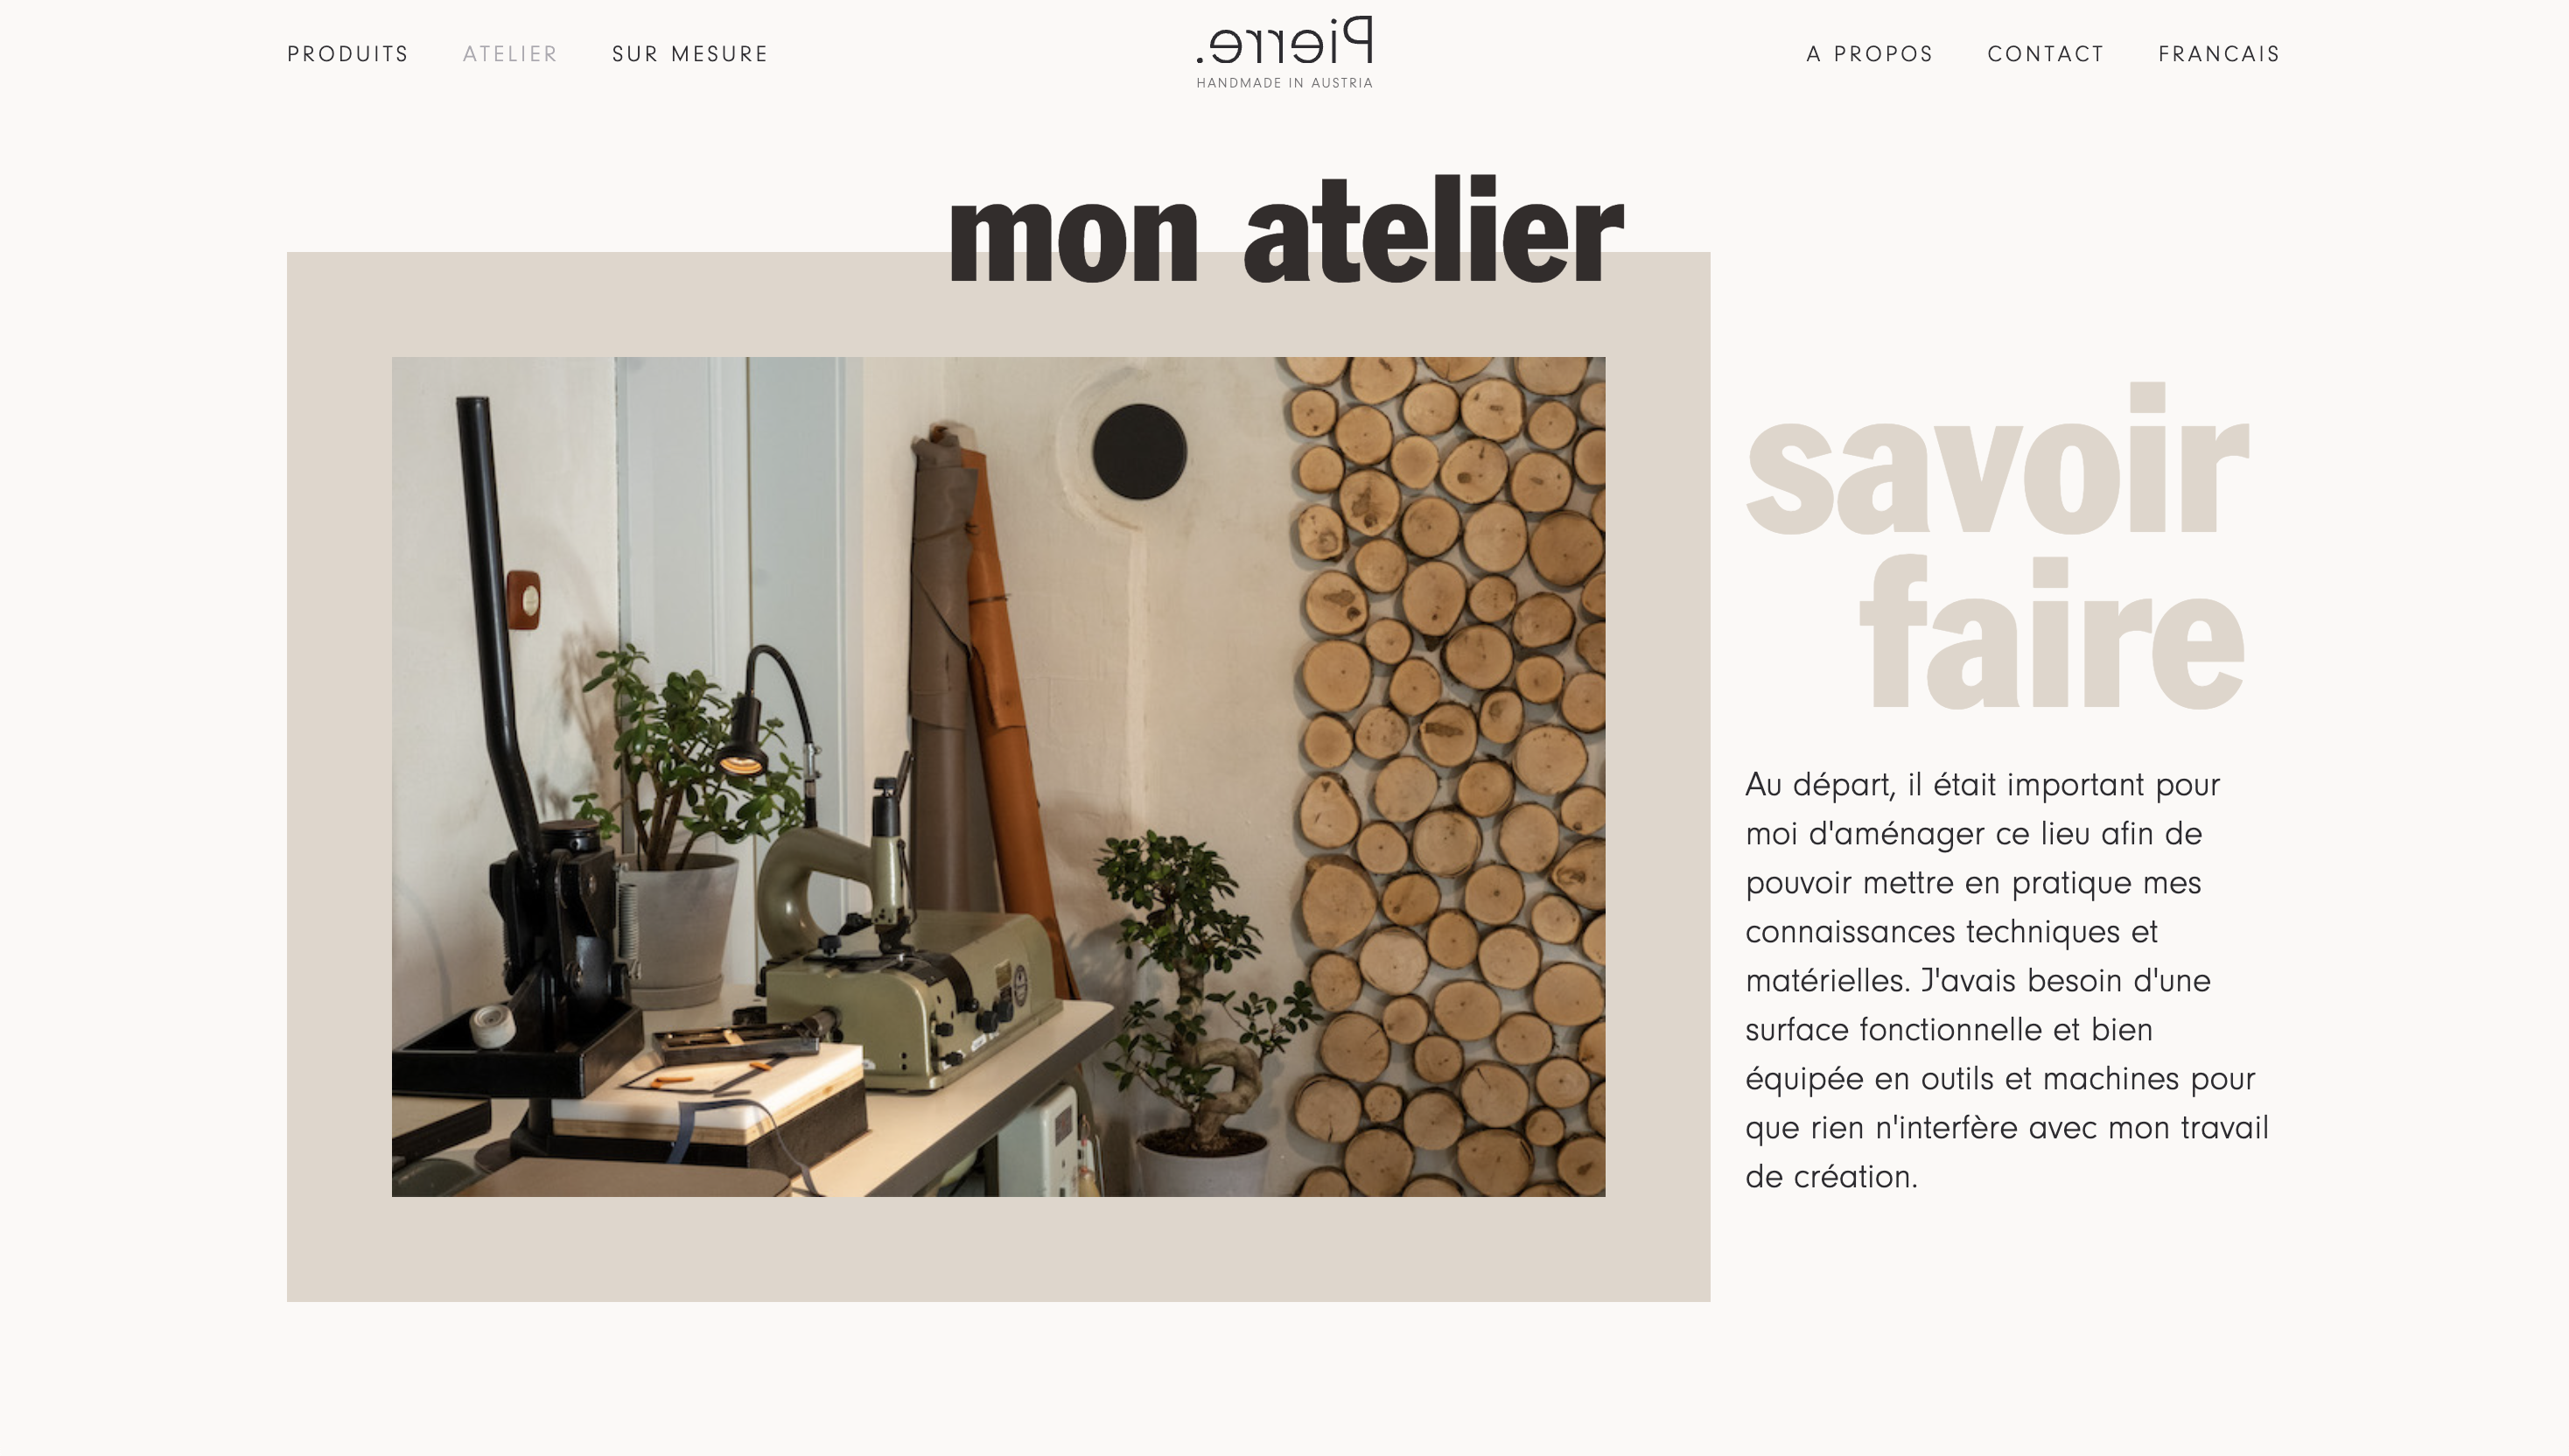 PRODUITS ATELIER SUR MESURE
Pierre.
HANDMADE IN AUSTRIA
A PROPOS CONTACT FRANCAIS
mon atelier
savoir
faire
Au départ, il était important pour
moi d'aménager ce lieu afin de
pouvoir mettre en pratique mes
connaissances techniques et
matérielles. J'avais besoin d'une
surface fonctionnelle et bien
équipée en outils et machines pour
que rien n'interfère avec mon travail
de création.